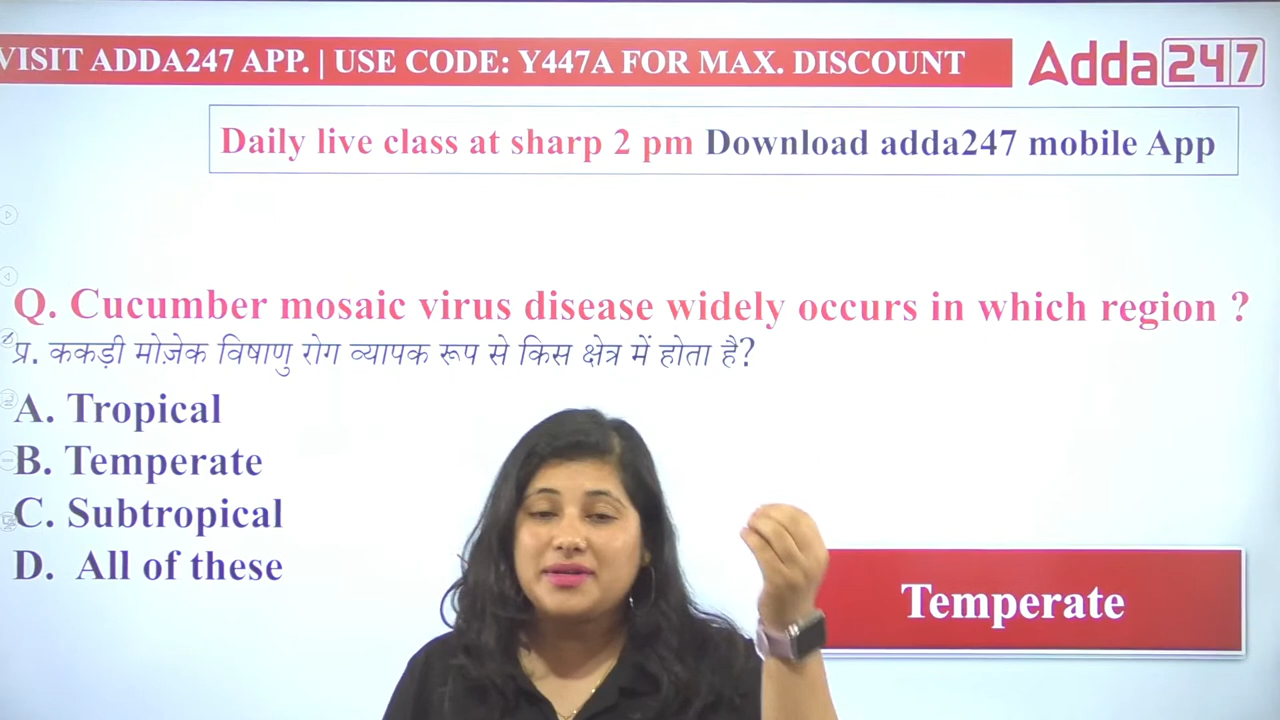 VISIT ADDA247 APP. | USE CODE: Y447A FOR MAX. DISCOUNT
Adda247
Daily live class at sharp 2 pm Download adda247 mobile App
Q. Cucumber mosaic virus disease widely occurs in which region ?
प्र. ककड़ी मोज़ेक विषाणु रोग व्यापक रूप से किस क्षेत्र में होता है?
A. Tropical
B. Temperate
C. Subtropical
D. All of these
Temperate